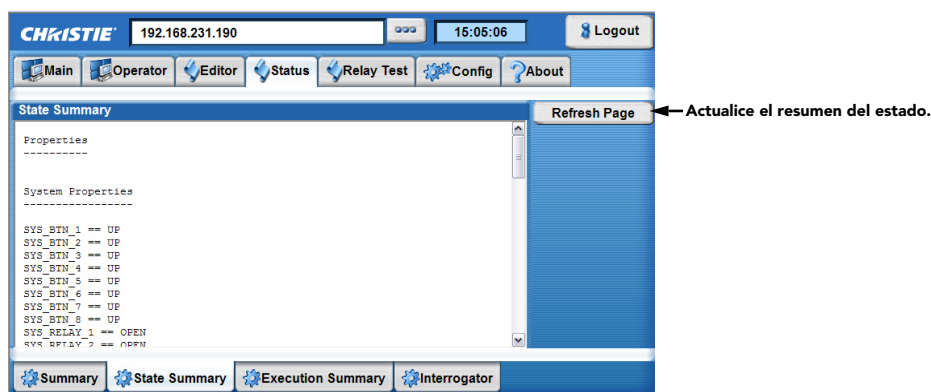 CHRISTIE 192.168.231.190 15:05:06 Logout
Main Operator Editor Status Relay Test Config About
State Summary
Refresh Page
Actualice el resumen del estado.
Properties
----------
System Properties
-----------------
SYS_BTN_1 == UP
SYS_BTN_2 == UP
SYS_BTN_3 == UP
SYS_BTN_4 == UP
SYS_BTN_5 == UP
SYS_BTN_6 == UP
SYS_BTN_7 == UP
SYS_BTN_8 == UP
SYS_RELAY_1 == OPEN
SYS_RELAY_2 == OPEN
Summary State Summary Execution Summary Interrogator